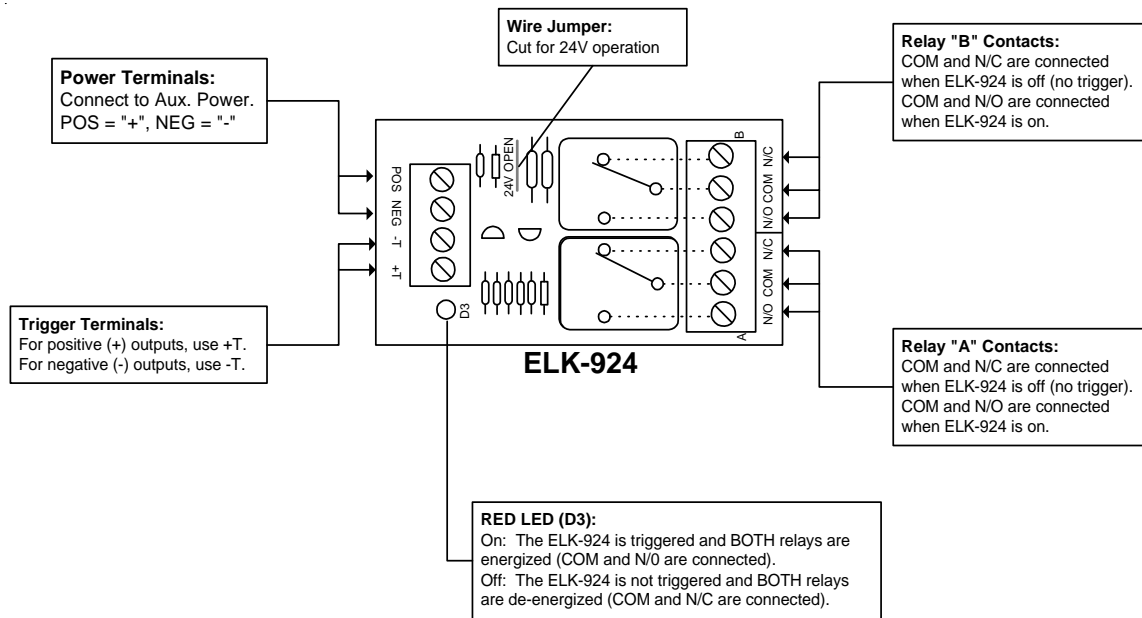 Wire Jumper:
Cut for 24V operation
Power Terminals:
Connect to Aux. Power.
POS = "+", NEG = "-"
Relay "B" Contacts:
COM and N/C are connected
when ELK-924 is off (no trigger).
COM and N/O are connected
when ELK-924 is on.
POS
NEG
-T
+T
24V OPEN
D3
B
N/C
COM
N/O
N/C
COM
N/O
A
ELK-924
Trigger Terminals:
For positive (+) outputs, use +T.
For negative (-) outputs, use -T.
Relay "A" Contacts:
COM and N/C are connected
when ELK-924 is off (no trigger).
COM and N/O are connected
when ELK-924 is on.
RED LED (D3):
On: The ELK-924 is triggered and BOTH relays are
energized (COM and N/0 are connected).
Off: The ELK-924 is not triggered and BOTH relays
are de-energized (COM and N/C are connected).